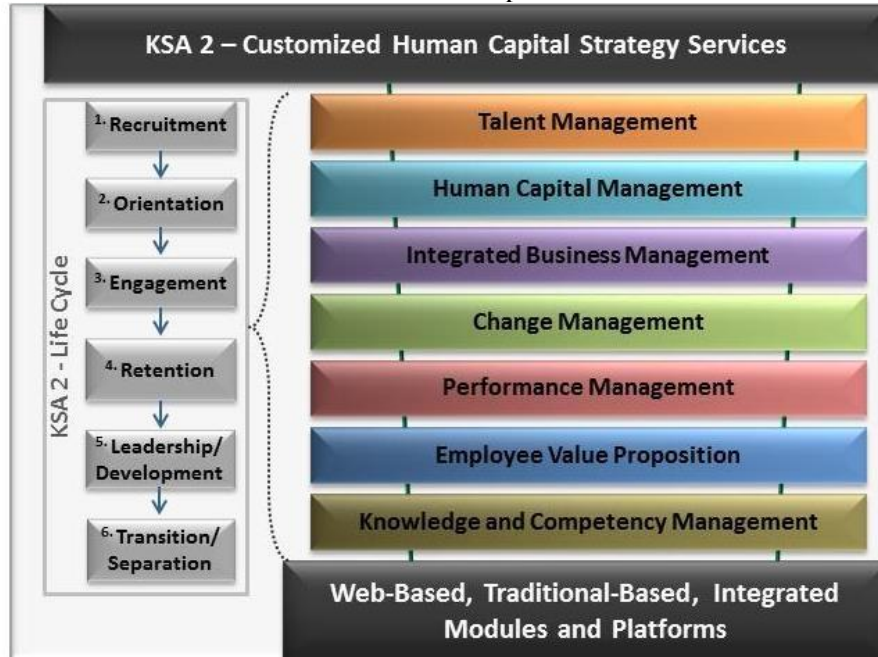 KSA 2 – Customized Human Capital Strategy Services
KSA 2 - Life Cycle
1. Recruitment
2. Orientation
3. Engagement
4. Retention
5. Leadership/
Development
6. Transition/
Separation
Talent Management
Human Capital Management
Integrated Business Management
Change Management
Performance Management
Employee Value Proposition
Knowledge and Competency Management
Web-Based, Traditional-Based, Integrated
Modules and Platforms